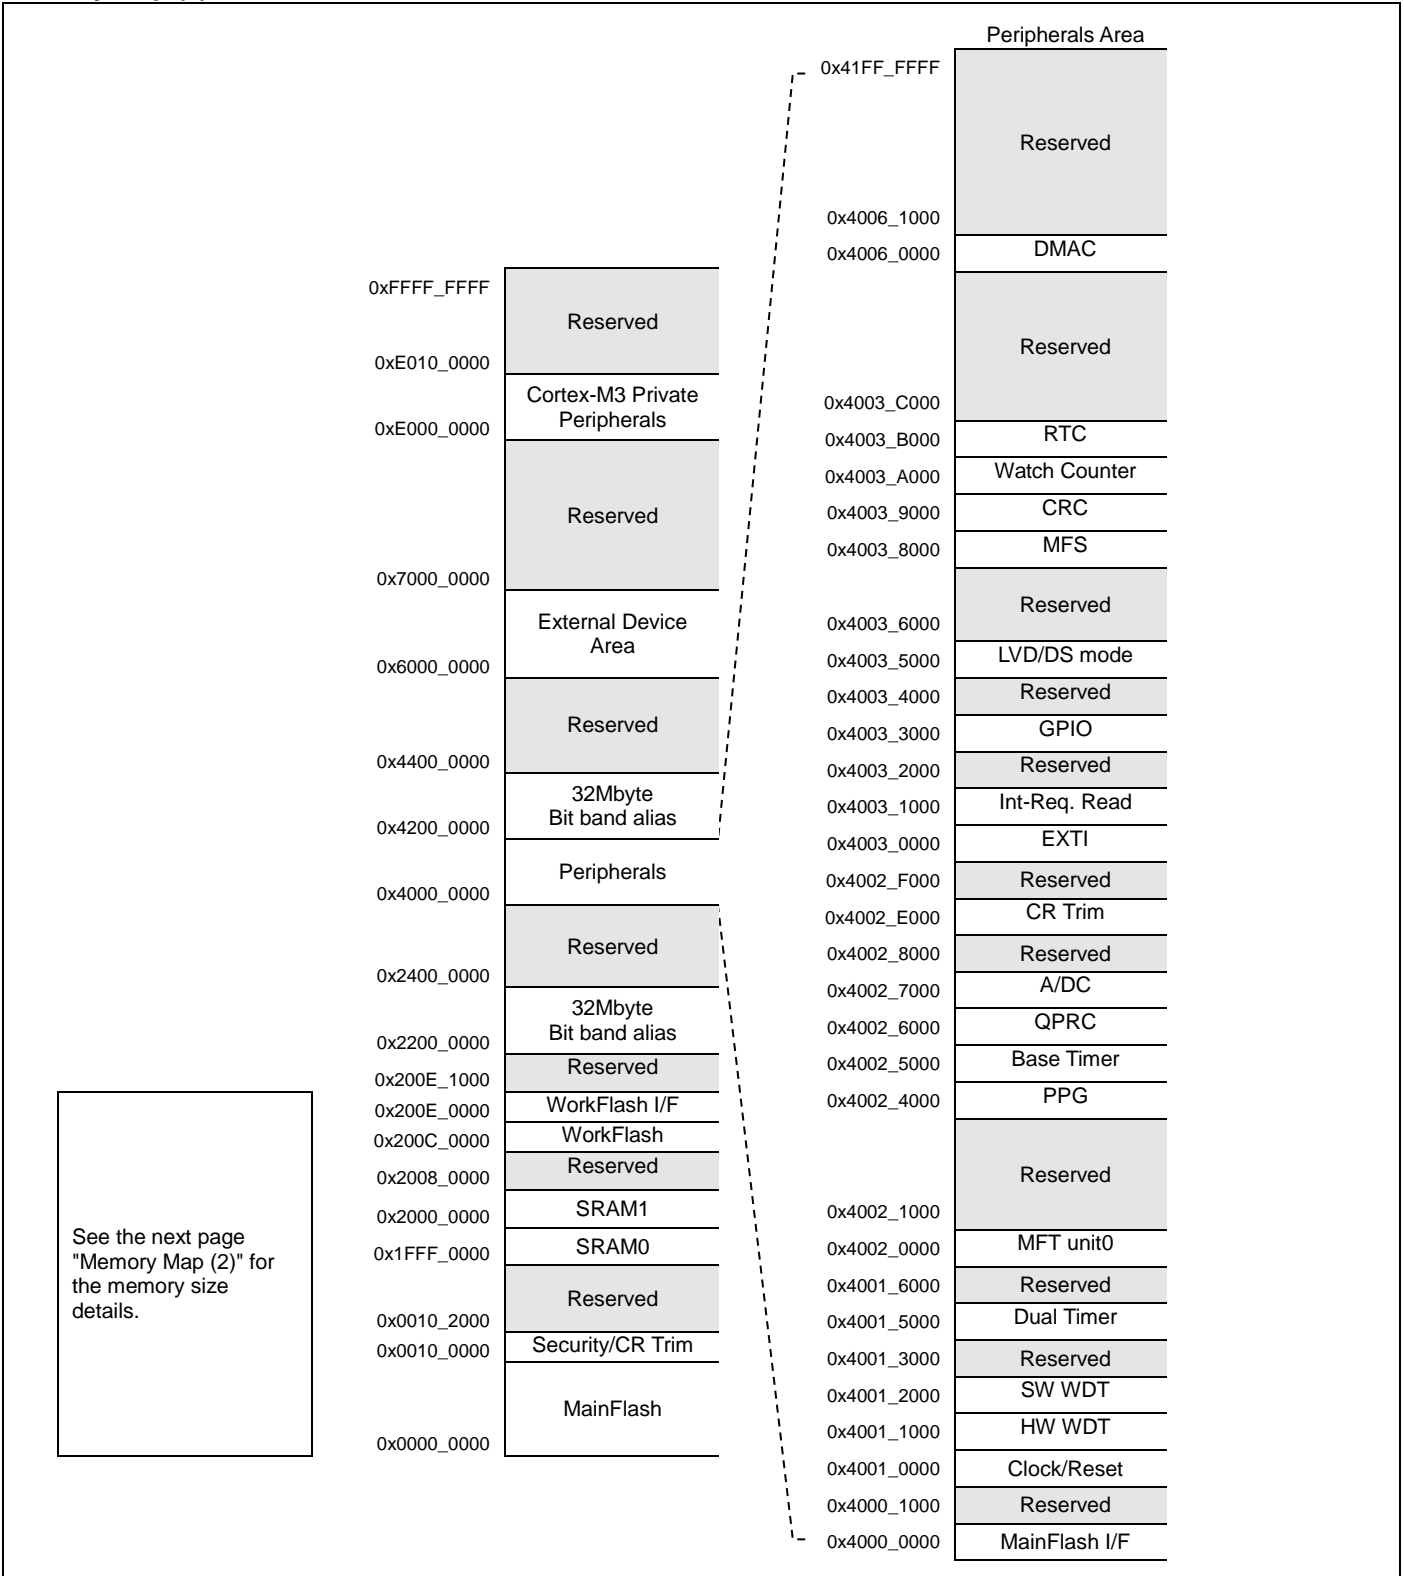 Peripherals Area
0x41FF_FFFF
Reserved
0x4006_1000
0x4006_0000 DMAC
Reserved
0x4003_C000
0x4003_B000 RTC
0x4003_A000 Watch Counter
0x4003_9000 CRC
0x4003_8000 MFS
Reserved
0x4003_6000
0x4003_5000 LVD/DS mode
0x4003_4000 Reserved
0x4003_3000 GPIO
0x4003_2000 Reserved
0x4003_1000 Int-Req. Read
0x4003_0000 EXTI
0x4002_F000 Reserved
0x4002_E000 CR Trim
0x4002_8000 Reserved
0x4002_7000 A/DC
0x4002_6000 QPRC
0x4002_5000 Base Timer
0x4002_4000 PPG
Reserved
0x4002_1000
0x4002_0000 MFT unit0
0x4001_6000 Reserved
0x4001_5000 Dual Timer
0x4001_3000 Reserved
0x4001_2000 SW WDT
0x4001_1000 HW WDT
0x4001_0000 Clock/Reset
0x4000_1000 Reserved
0x4000_0000 MainFlash I/F
0xFFFF_FFFF
Reserved
0xE010_0000
Cortex-M3 Private
Peripherals
0xE000_0000
Reserved
0x7000_0000
External Device
Area
0x6000_0000
Reserved
0x4400_0000
32Mbyte
Bit band alias
0x4200_0000
Peripherals
0x4000_0000
Reserved
0x2400_0000
32Mbyte
Bit band alias
0x2200_0000
Reserved
0x200E_1000
0x200E_0000 WorkFlash I/F
0x200C_0000 WorkFlash
Reserved
0x2008_0000
0x2000_0000 SRAM1
0x1FFF_0000 SRAM0
Reserved
0x0010_2000
0x0010_0000 Security/CR Trim
MainFlash
0x0000_0000
See the next page
"Memory Map (2)" for
the memory size
details.